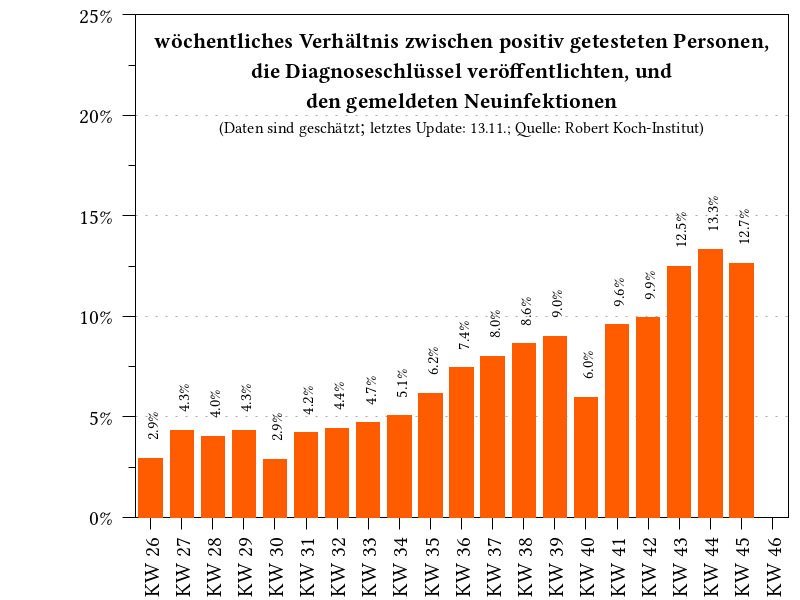 wöchentliches Verhältnis zwischen positiv getesteten Personen,
die Diagnoseschlüssel veröffentlichten, und
den gemeldeten Neuinfektionen
(Daten sind geschätzt; letztes Update: 13.11.; Quelle: Robert Koch-Institut)
25%
20%
15%
10%
5%
0%
2.9%
4.3%
4.0%
4.3%
2.9%
4.2%
4.4%
4.7%
5.1%
6.2%
7.4%
8.0%
8.6%
9.0%
6.0%
9.6%
9.9%
12.5%
13.3%
12.7%
KW 26
KW 27
KW 28
KW 29
KW 30
KW 31
KW 32
KW 33
KW 34
KW 35
KW 36
KW 37
KW 38
KW 39
KW 40
KW 41
KW 42
KW 43
KW 44
KW 45
KW 46